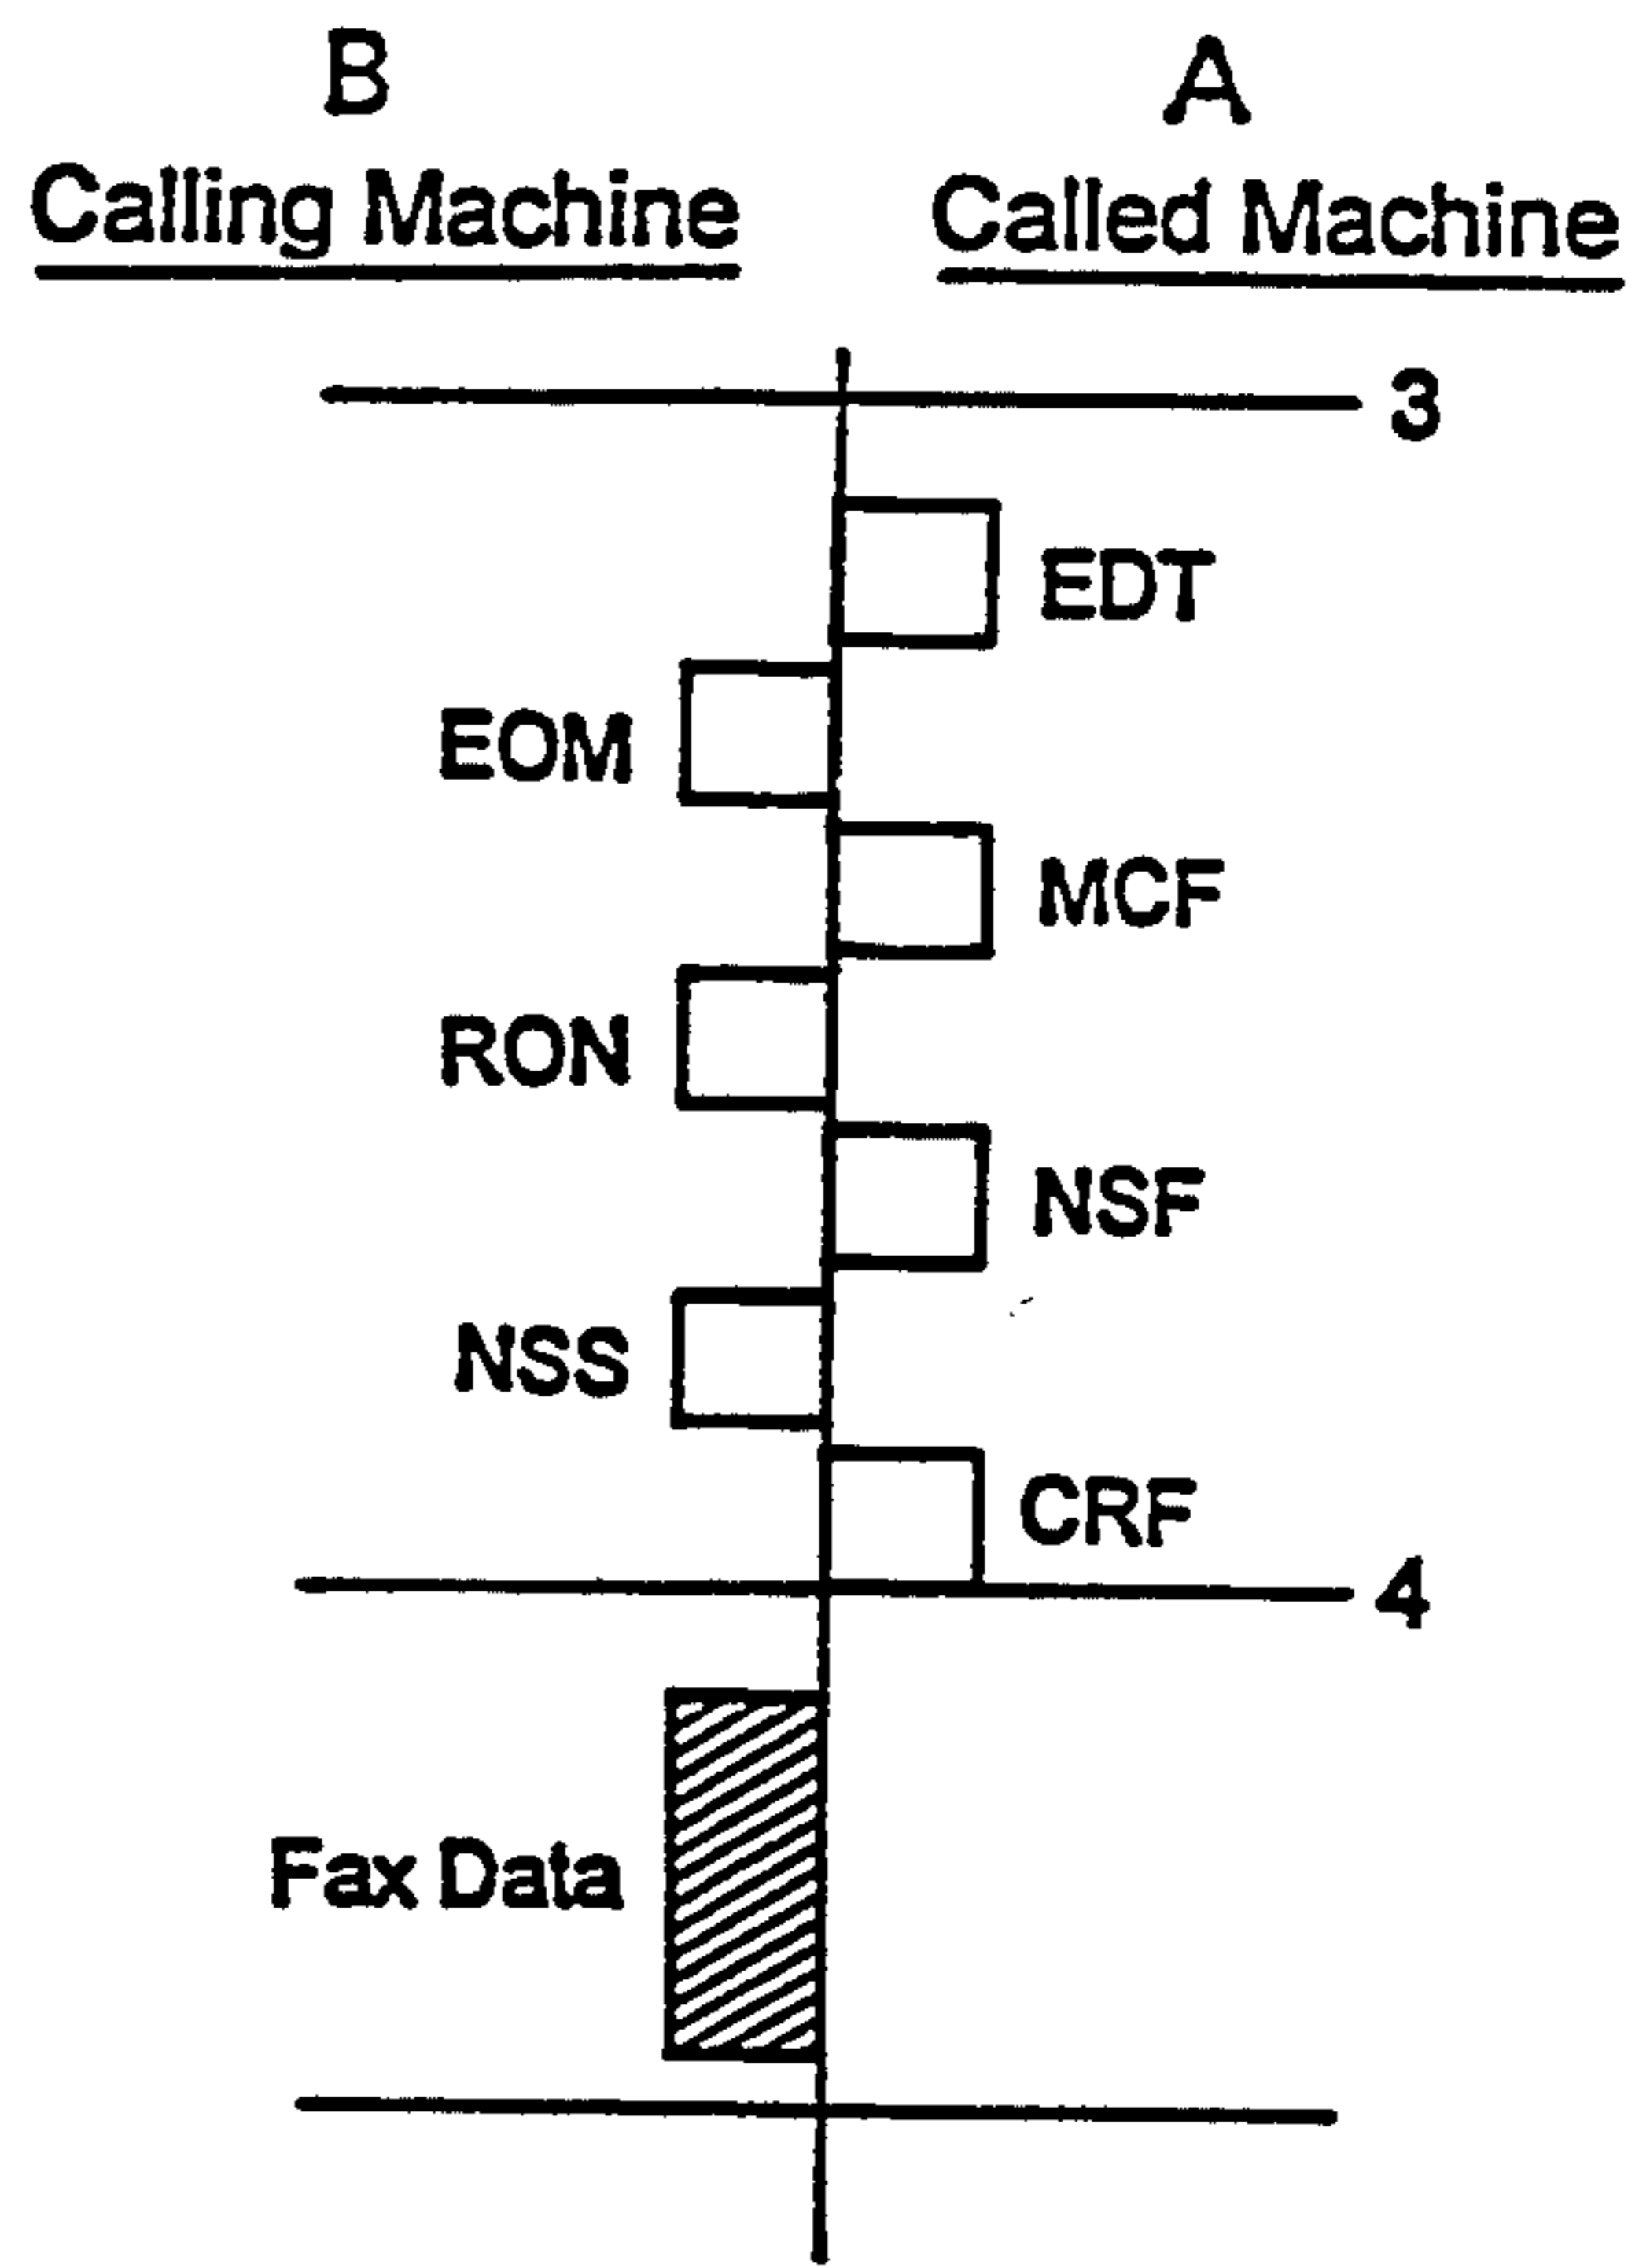 B
A
Calling Machine
Called Machine
3
EDT
EOM
MCF
RON
NSF
NSS
CRF
4
Fax Data